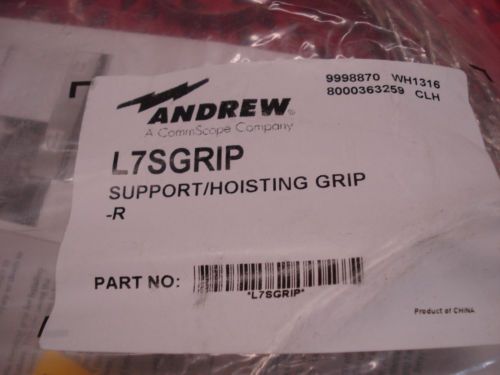 9998870 WH1316
8000363259 CLH
ANDREW®
A CommScope Company
L7SGRIP
SUPPORT/HOISTING GRIP
-R
PART NO:
*L7SGRIP*
Product of CHINA